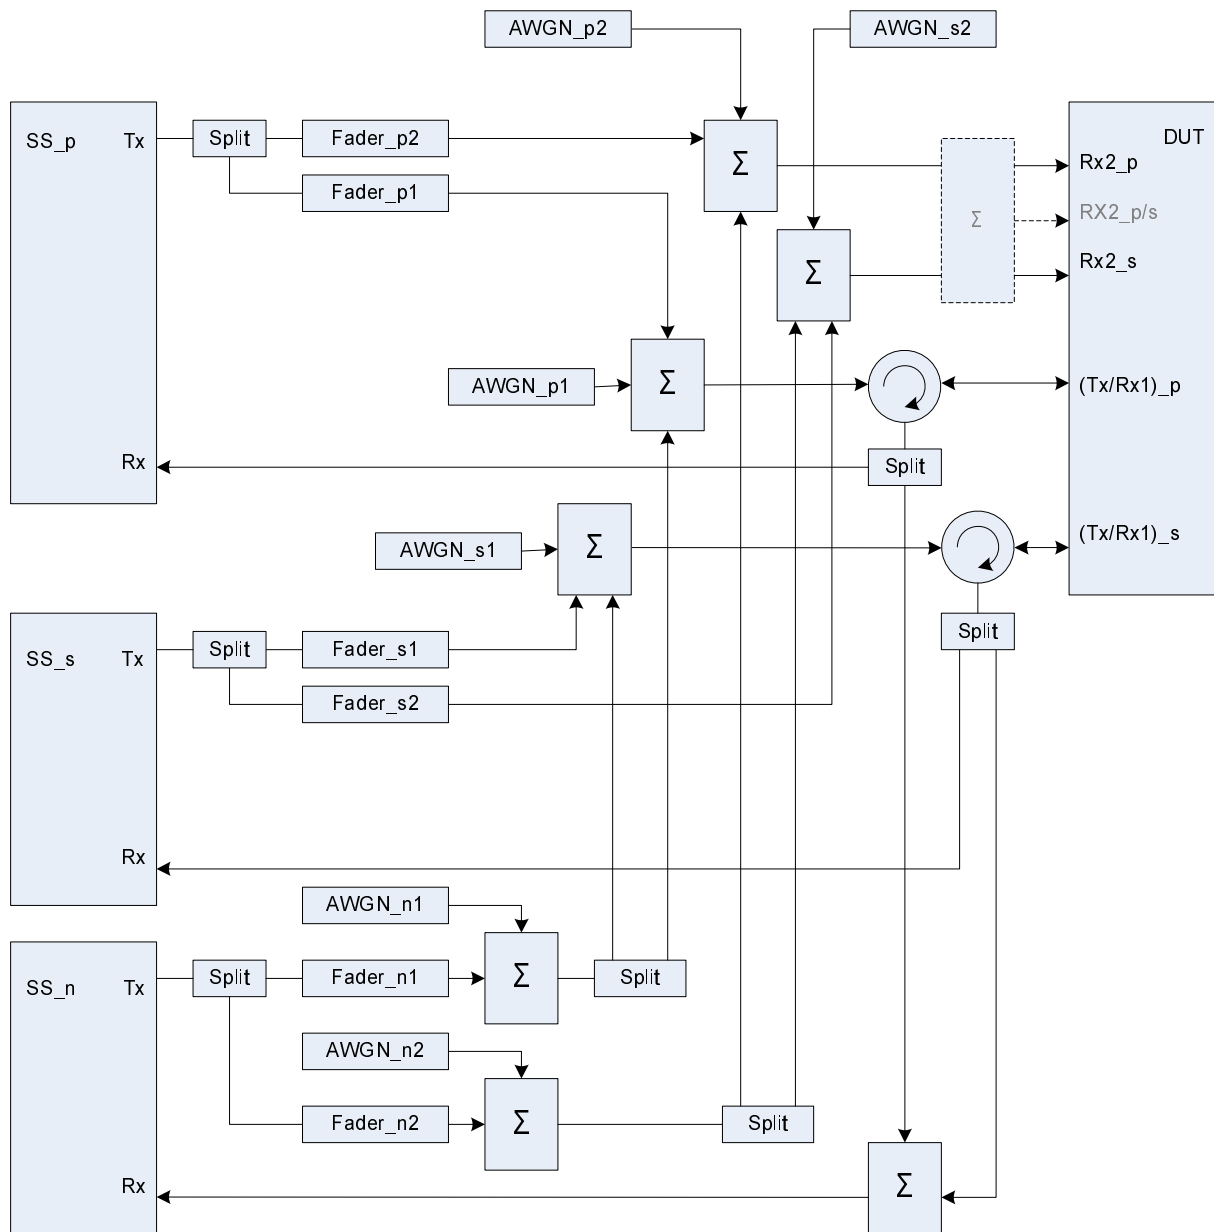 AWGN_p2
AWGN_s2
SS_p
Tx
Split
Fader_p2
Fader_p1
Σ
DUT
Rx2_p
RX2_p/s
Σ
Rx2_s
Σ
AWGN_p1
Σ
(Tx/Rx1)_p
Rx
Split
AWGN_s1
Σ
(Tx/Rx1)_s
SS_s
Tx
Split
Fader_s1
Split
Fader_s2
Rx
AWGN_n1
SS_n
Tx
Split
Fader_n1
Σ
Split
AWGN_n2
Fader_n2
Σ
Split
Rx
Σ